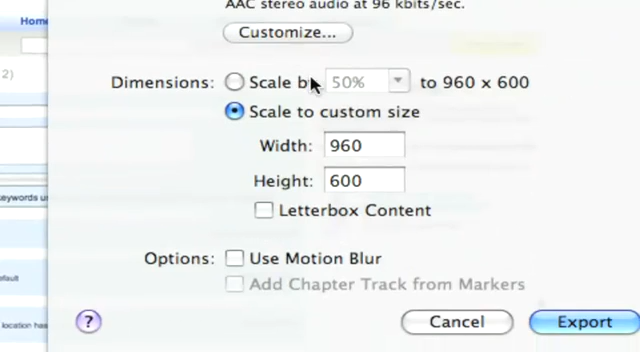 AAC stereo audio at 96 kbits/sec.
Home
Customize...
2)
Dimensions: Scale by 50% to 960 x 600
Scale to custom size
Width: 960
Height: 600
Letterbox Content
Options: Use Motion Blur
Add Chapter Track from Markers
? Cancel Export
location has